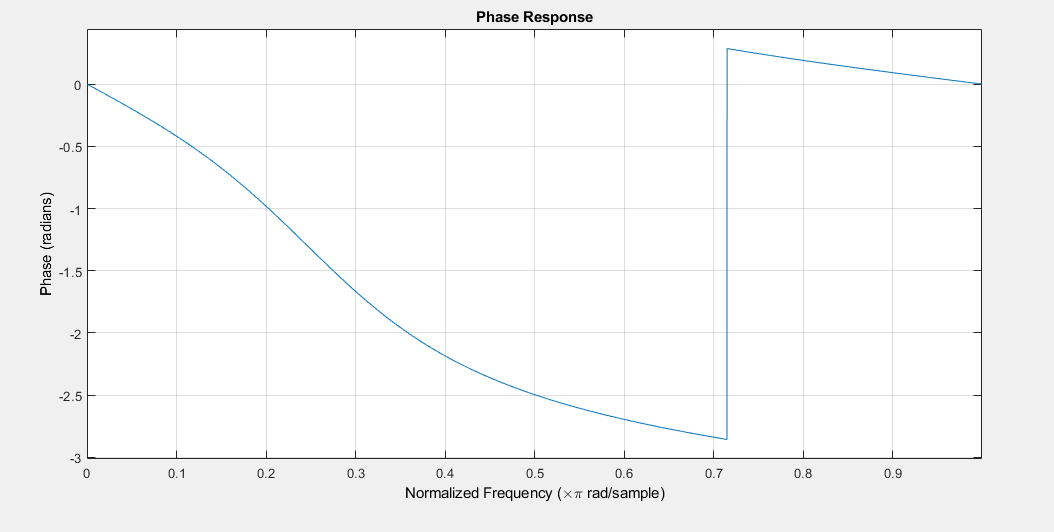 Phase Response
0
-0.5
-1
-1.5
-2
-2.5
-3
Phase (radians)
0 0.1 0.2 0.3 0.4 0.5 0.6 0.7 0.8 0.9
Normalized Frequency (×π rad/sample)